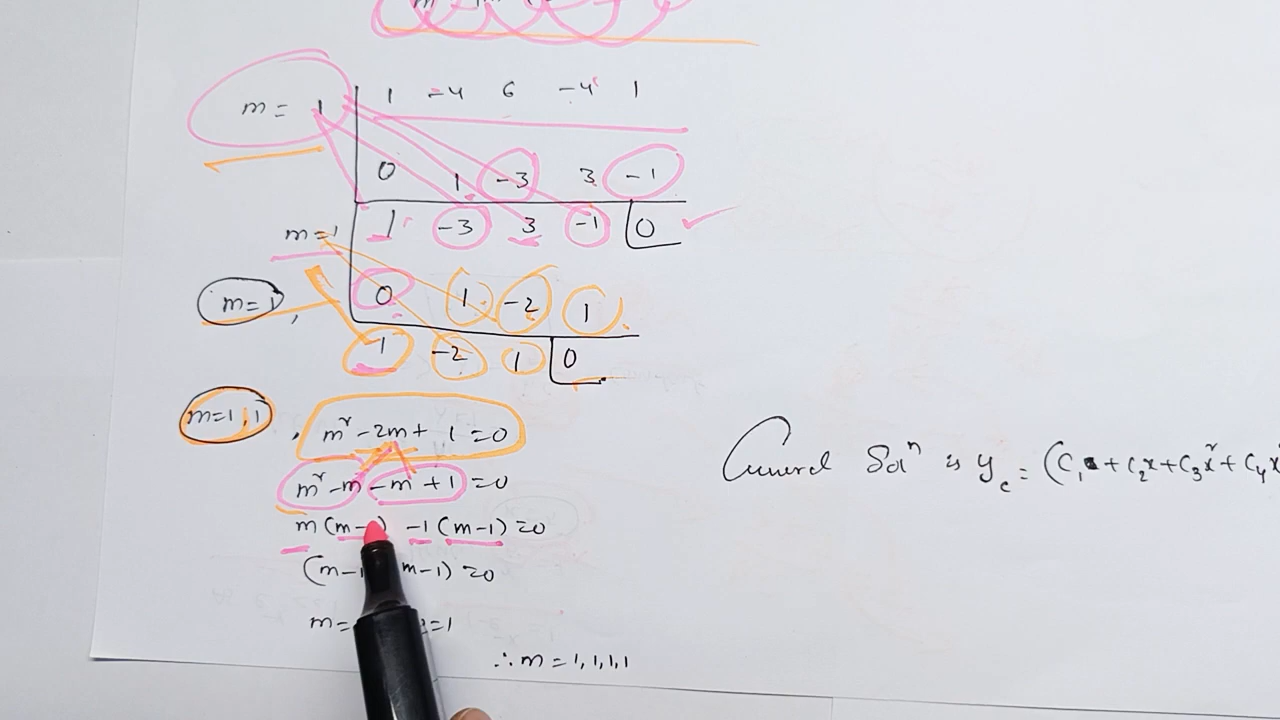 m = 1 1 -4 6 -4 1
0 1 -3 3 -1
m=1 1 -3 3 -1 0
m=1, 0 1 -2 1
1 -2 1 0
m=1,1, m² - 2m + 1 = 0
m² - m - m + 1 = 0
m (m - ) -1 (m-1) = 0
(m-1 m-1) = 0
m= =1
∴ m = 1,1,1,1
General Solⁿ is y_c = (C₁ + C₂x + C₃x² + C₄x